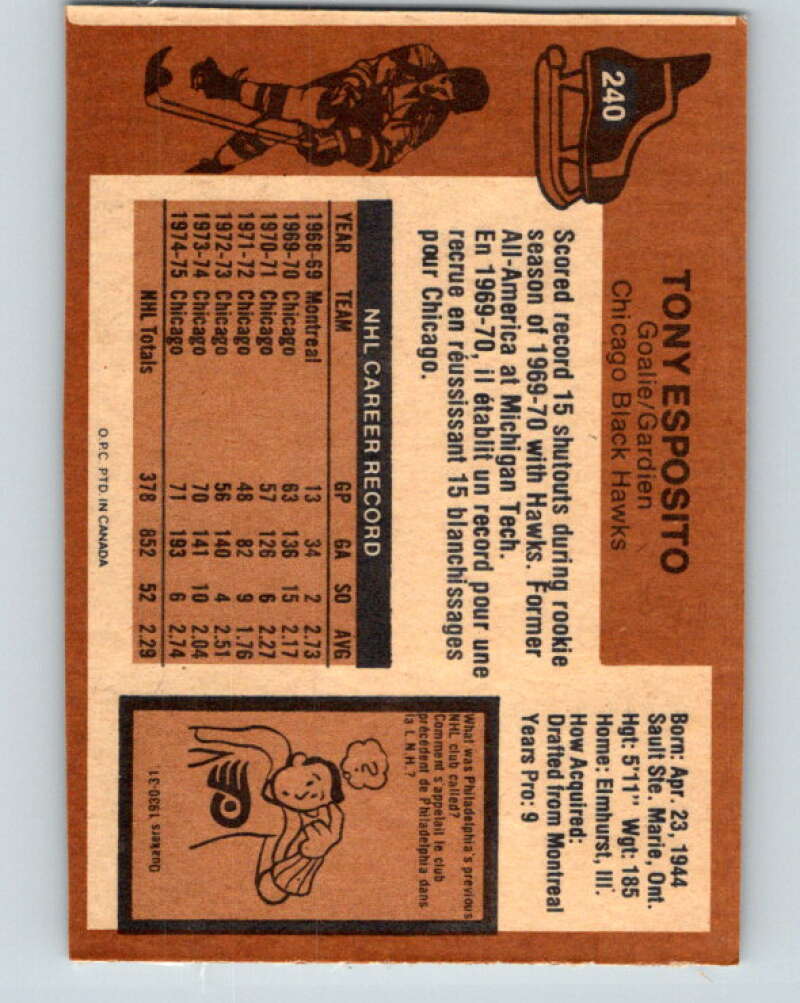 240
TONY ESPOSITO
Goalie/Gardien
Chicago Black Hawks
Born: Apr. 23, 1944
Sault Ste. Marie, Ont.
Hgt: 5'11" Wgt: 185
Home: Elmhurst, Ill.
How Acquired:
Drafted from Montreal
Years Pro: 9
Scored record 15 shutouts during rookie
season of 1969-70 with Hawks. Former
All-America at Michigan Tech.
En 1969-70, il établit un record pour une
recrue en réussissant 15 blanchissages
pour Chicago.
NHL CAREER RECORD
YEAR TEAM GP GA SO AVG
1968-69 Montreal 13 34 2 2.73
1969-70 Chicago 63 136 15 2.17
1970-71 Chicago 57 126 6 2.27
1971-72 Chicago 48 82 9 1.76
1972-73 Chicago 56 140 4 2.51
1973-74 Chicago 70 141 10 2.04
1974-75 Chicago 71 193 6 2.74
NHL Totals 378 852 52 2.29
What was Philadelphia's previous
NHL club called?
Comment s'appelait le club
précédent de Philadelphia dans
la L.N.H.?
?
Quakers 1930-31.
O.P.C. PTD. IN CANADA